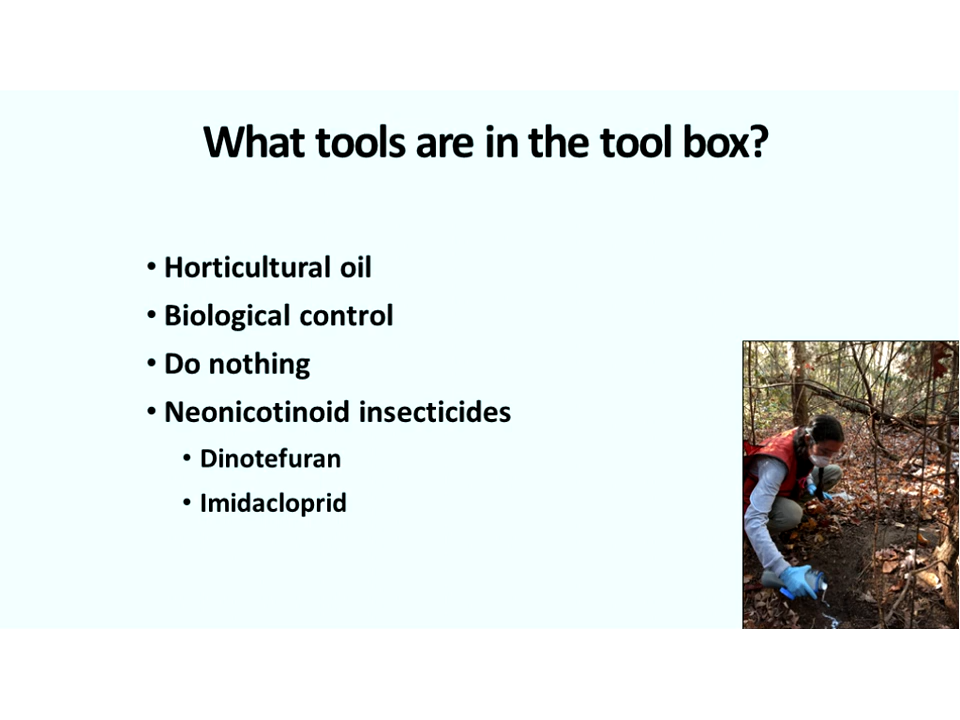 What tools are in the tool box?
• Horticultural oil
• Biological control
• Do nothing
• Neonicotinoid insecticides
• Dinotefuran
• Imidacloprid